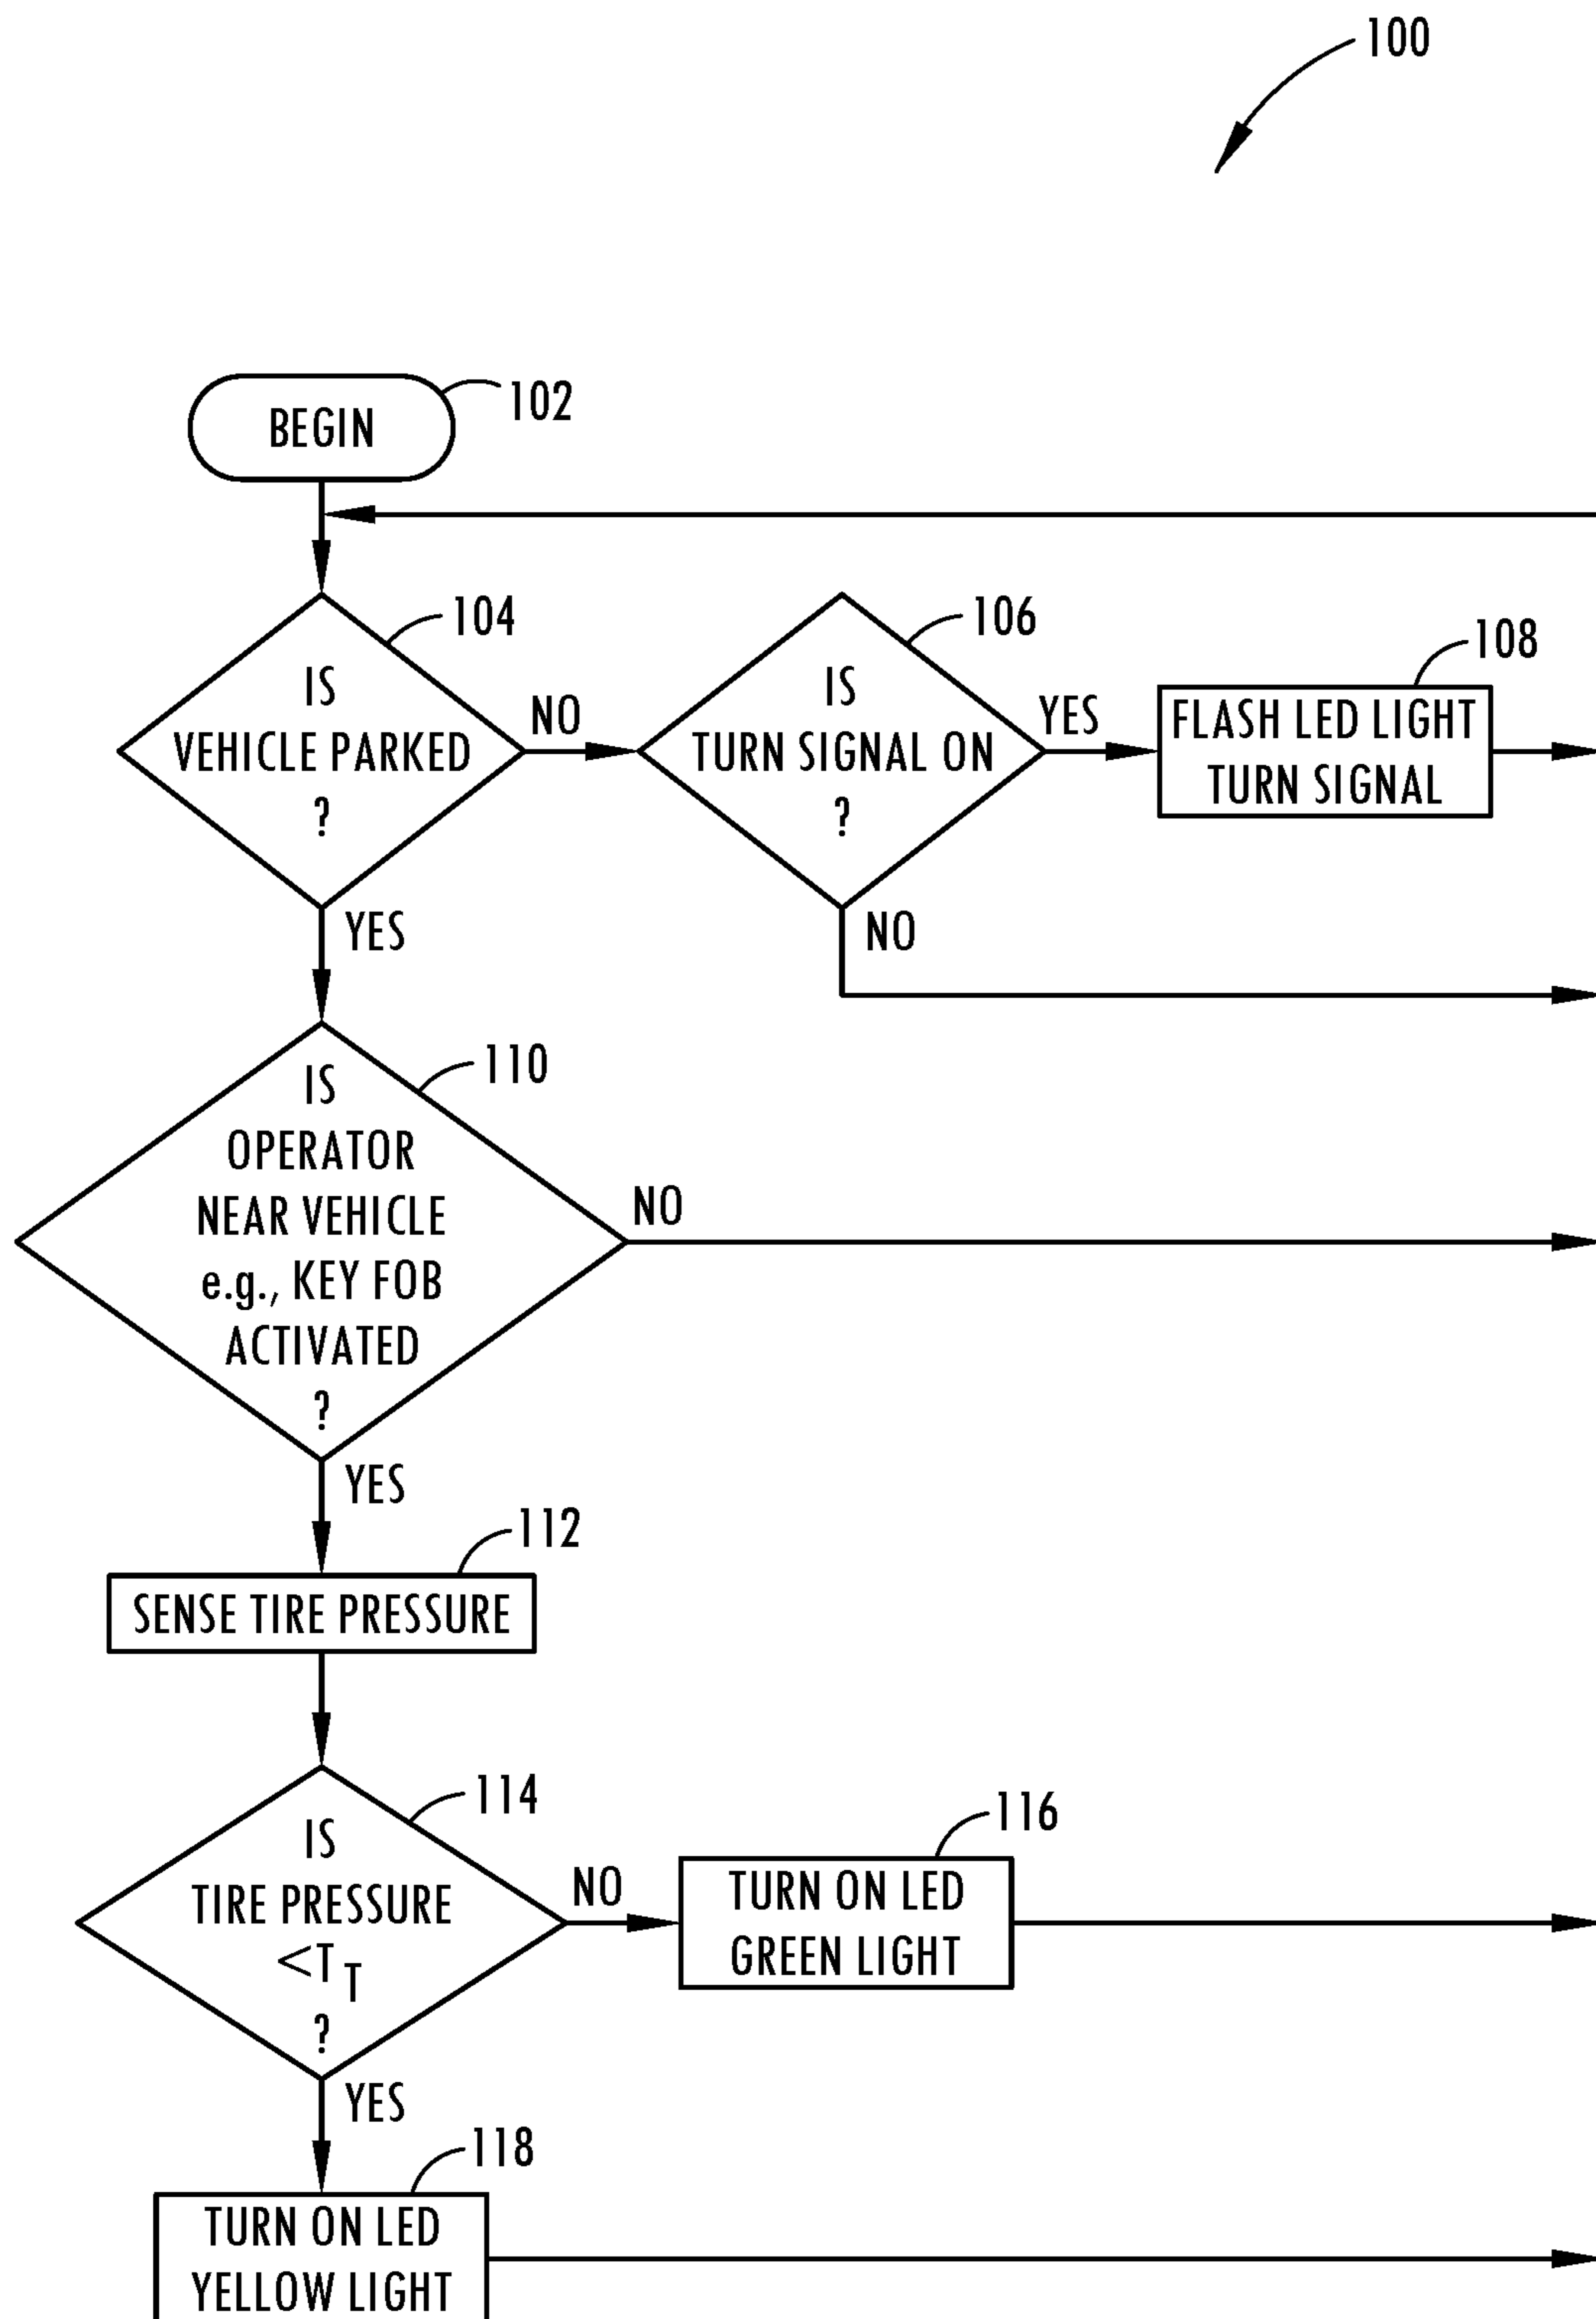 100
102
BEGIN
104
IS
VEHICLE PARKED
?
NO
YES
106
IS
TURN SIGNAL ON
?
YES
NO
108
FLASH LED LIGHT
TURN SIGNAL
110
IS
OPERATOR
NEAR VEHICLE
e.g., KEY FOB
ACTIVATED
?
NO
YES
112
SENSE TIRE PRESSURE
114
IS
TIRE PRESSURE
<T T
?
NO
YES
116
TURN ON LED
GREEN LIGHT
118
TURN ON LED
YELLOW LIGHT